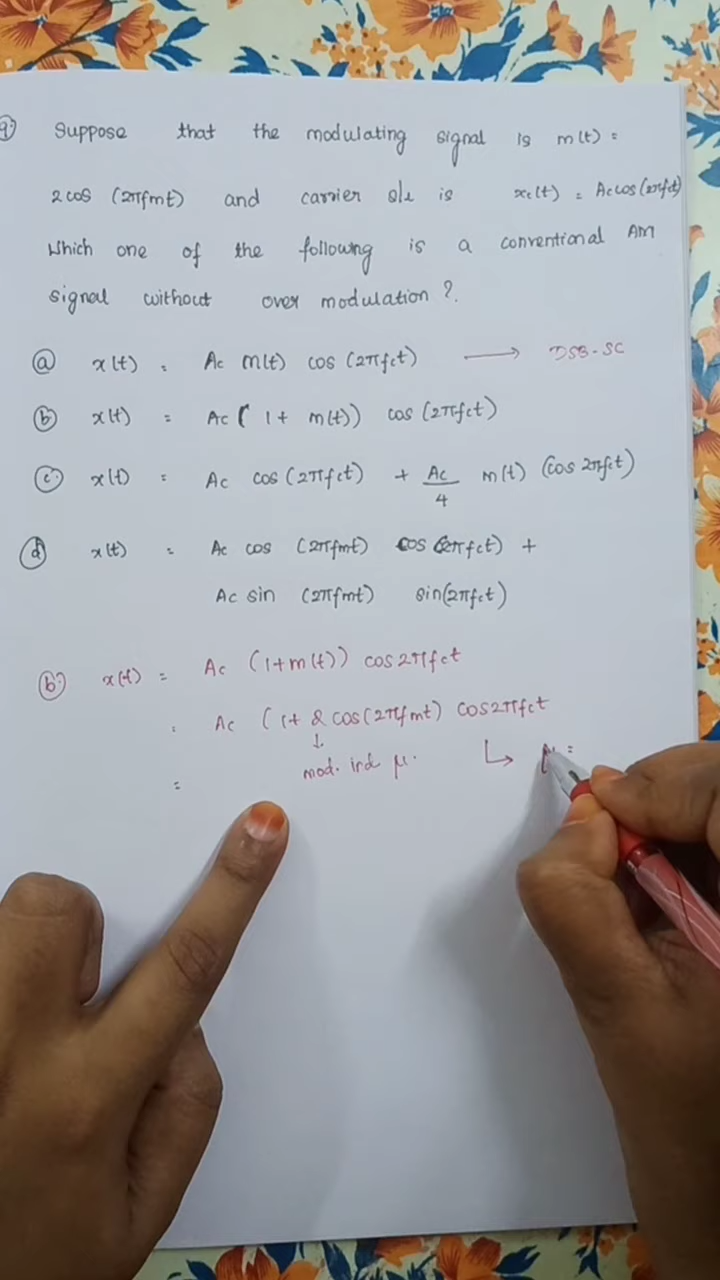 Q) Suppose that the modulating signal is m(t) =
2 cos (2πfmt) and carrier is xc(t) = Accos(2πfct)
Which one of the following is a conventional AM
signal without over modulation ?.
(a) x(t) = Ac m(t) cos (2πfct) → DSB-SC
(b) x(t) = Ac ( 1 + m(t)) cos (2πfct)
(c) x(t) = Ac cos (2πfct) + Ac/4 m(t) (cos 2πfct)
(d) x(t) = Ac cos (2πfmt) cos (2πfct) +
Ac sin (2πfmt) sin(2πfct)
(b) x(t) = Ac (1+m(t)) cos2πfct
= Ac (1+ 2 cos(2πfmt) cos2πfct
↓ mod. ind μ. ↳ μ =
=